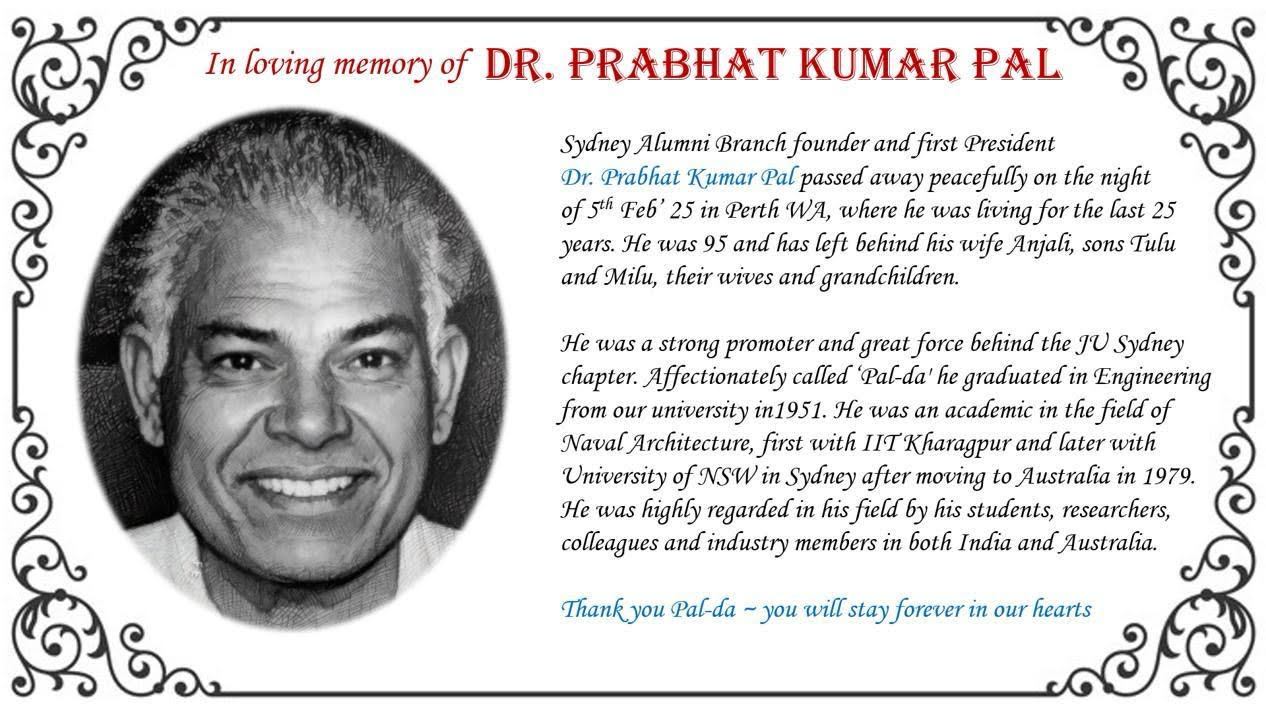 In loving memory of DR. PRABHAT KUMAR PAL
Sydney Alumni Branch founder and first President
Dr. Prabhat Kumar Pal passed away peacefully on the night
of 5th Feb' 25 in Perth WA, where he was living for the last 25
years. He was 95 and has left behind his wife Anjali, sons Tulu
and Milu, their wives and grandchildren.
He was a strong promoter and great force behind the JU Sydney
chapter. Affectionately called ‘Pal-da' he graduated in Engineering
from our university in1951. He was an academic in the field of
Naval Architecture, first with IIT Kharagpur and later with
University of NSW in Sydney after moving to Australia in 1979.
He was highly regarded in his field by his students, researchers,
colleagues and industry members in both India and Australia.
Thank you Pal-da ~ you will stay forever in our hearts